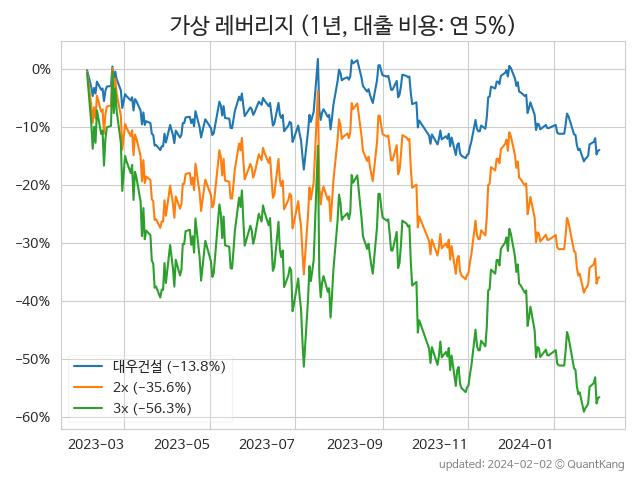 가상 레버리지 (1년, 대출 비용: 연 5%)
0%
−10%
−20%
−30%
−40%
−50%
−60%
대우건설 (−13.8%)
2x (−35.6%)
3x (−56.3%)
2023-03 2023-05 2023-07 2023-09 2023-11 2024-01
updated: 2024-02-02 © QuantKang